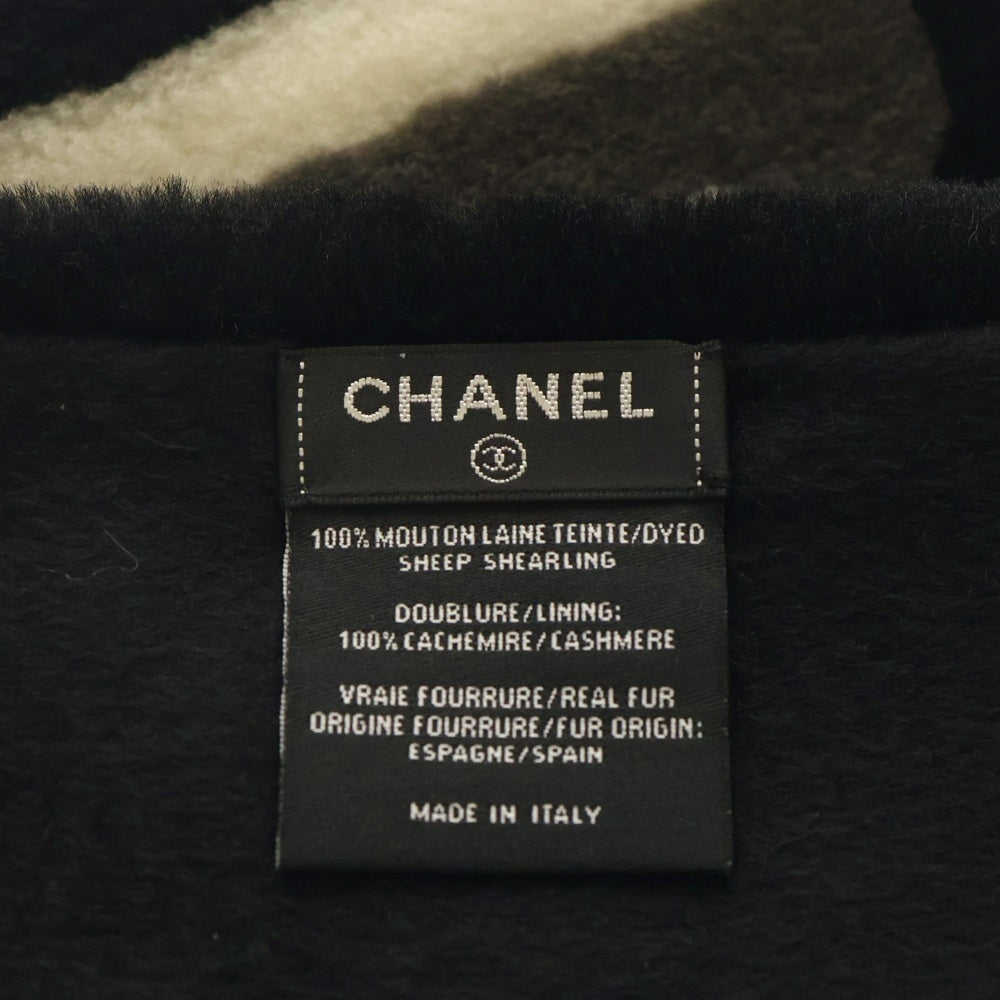 CHANEL
100% MOUTON LAINE TEINTE/DYED
SHEEP SHEARLING
DOUBLURE/LINING:
100% CACHEMIRE/CASHMERE
VRAIE FOURRURE/REAL FUR
ORIGINE FOURRURE/FUR ORIGIN:
ESPAGNE/SPAIN
MADE IN ITALY